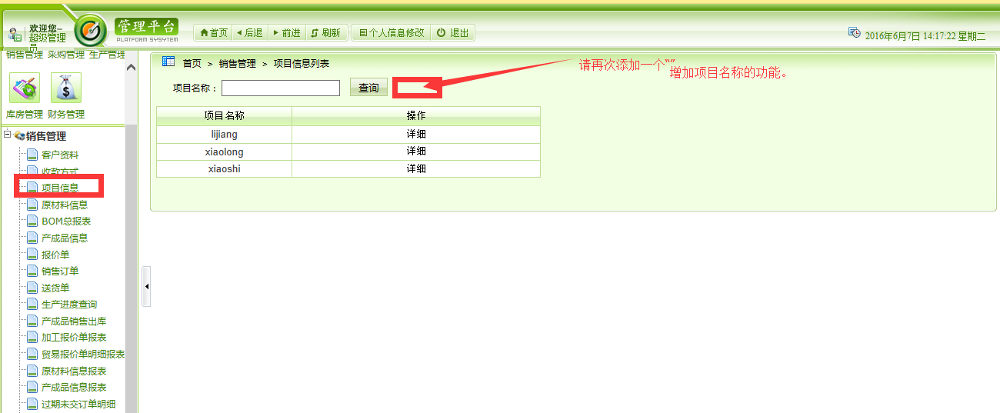 欢迎您–
超级管理
员
管理平台
PLATFORM SYSYTEM
首页 后退 前进 刷新 个人信息修改 退出
2016年6月7日 14:17:22 星期二
销售管理 采购管理 生产管理
库房管理 财务管理
销售管理
客户资料
收款方式
项目信息
原材料信息
BOM总报表
产成品信息
报价单
销售订单
送货单
生产进度查询
产成品销售出库
加工报价单报表
贸易报价单明细报表
原材料信息报表
产成品信息报表
过期未交订单明细
首页 > 销售管理 > 项目信息列表
请再次添加一个“”
增加项目名称的功能。
项目名称： 查询
项目名称 操作
lijiang 详细
xiaolong 详细
xiaoshi 详细